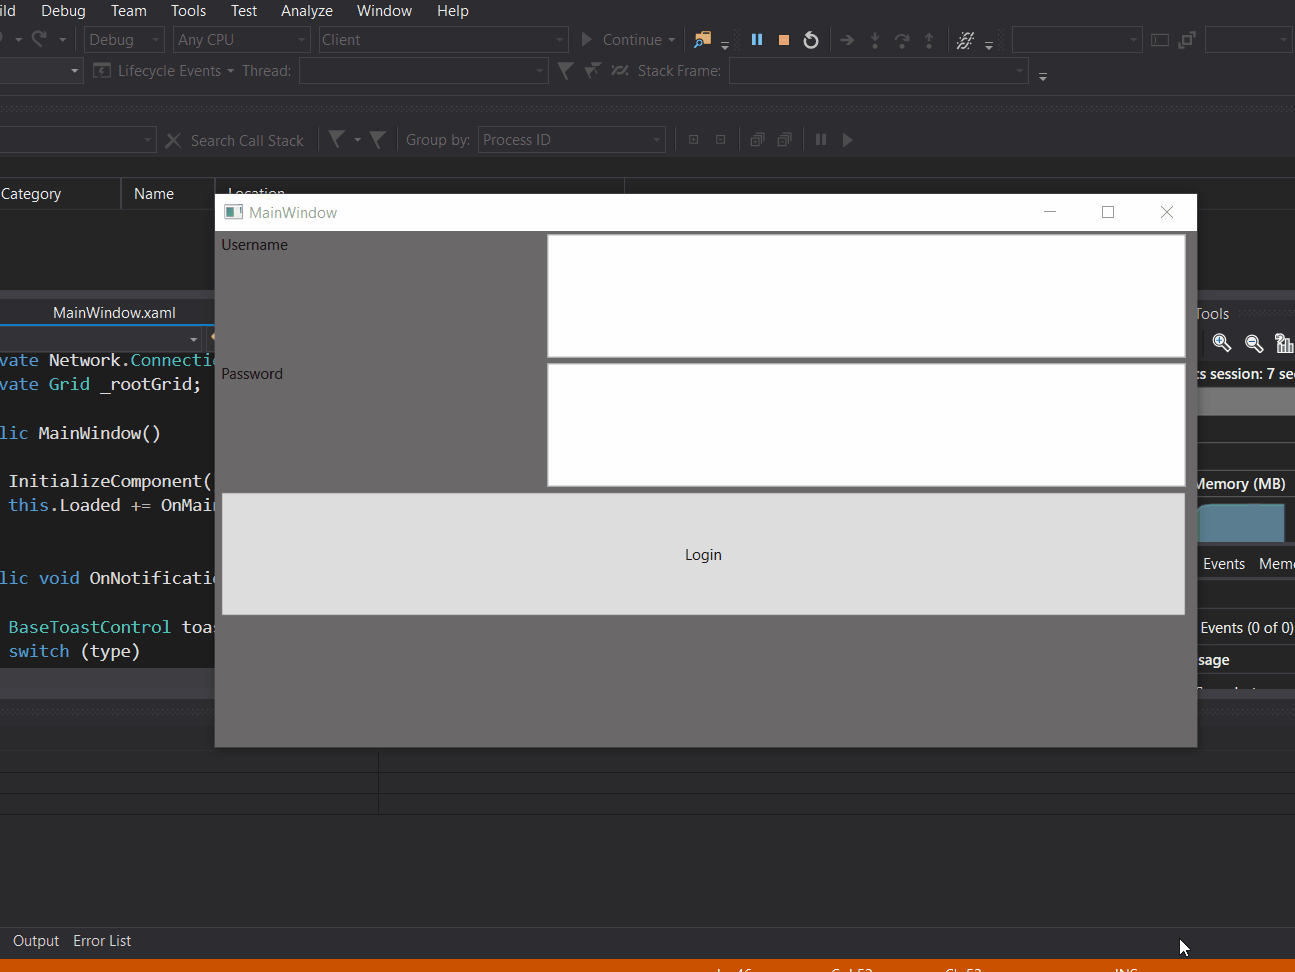 ild Debug Team Tools Test Analyze Window Help
Debug Any CPU Client Continue
Lifecycle Events Thread: Stack Frame:
Search Call Stack Group by: Process ID
Category Name Location
MainWindow
Username
Password
Login
MainWindow.xaml
vate Network.Connecti
vate Grid _rootGrid;
lic MainWindow()
InitializeComponent(
this.Loaded += OnMai
lic void OnNotificati
BaseToastControl toas
switch (type)
Tools
cs session: 7 se
Memory (MB)
Events Memo
Events (0 of 0)
sage
Output Error List